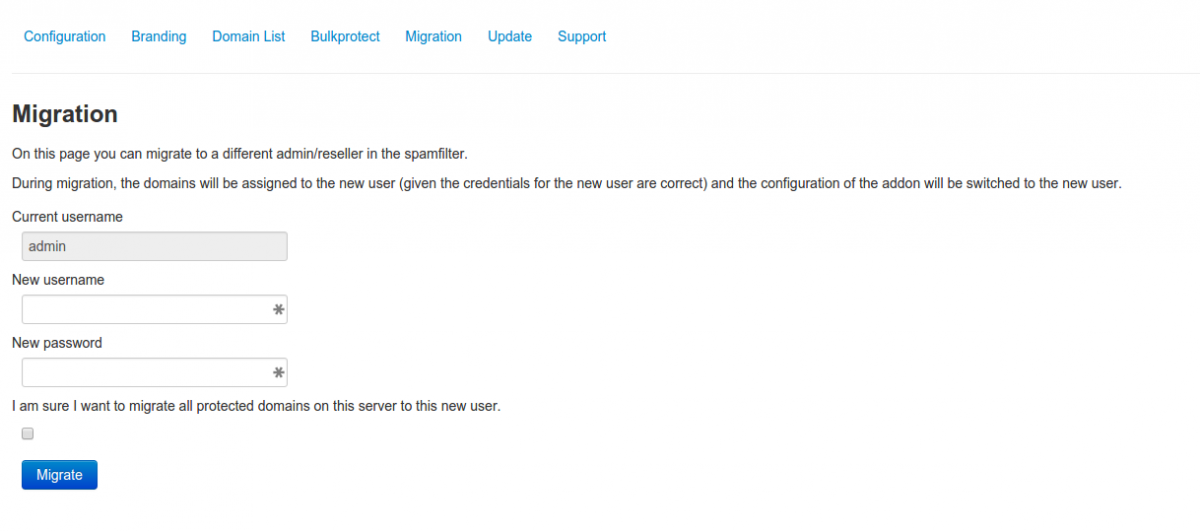 Configuration Branding Domain List Bulkprotect Migration Update Support
Migration
On this page you can migrate to a different admin/reseller in the spamfilter.
During migration, the domains will be assigned to the new user (given the credentials for the new user are correct) and the configuration of the addon will be switched to the new user.
Current username
admin
New username
New password
I am sure I want to migrate all protected domains on this server to this new user.
Migrate